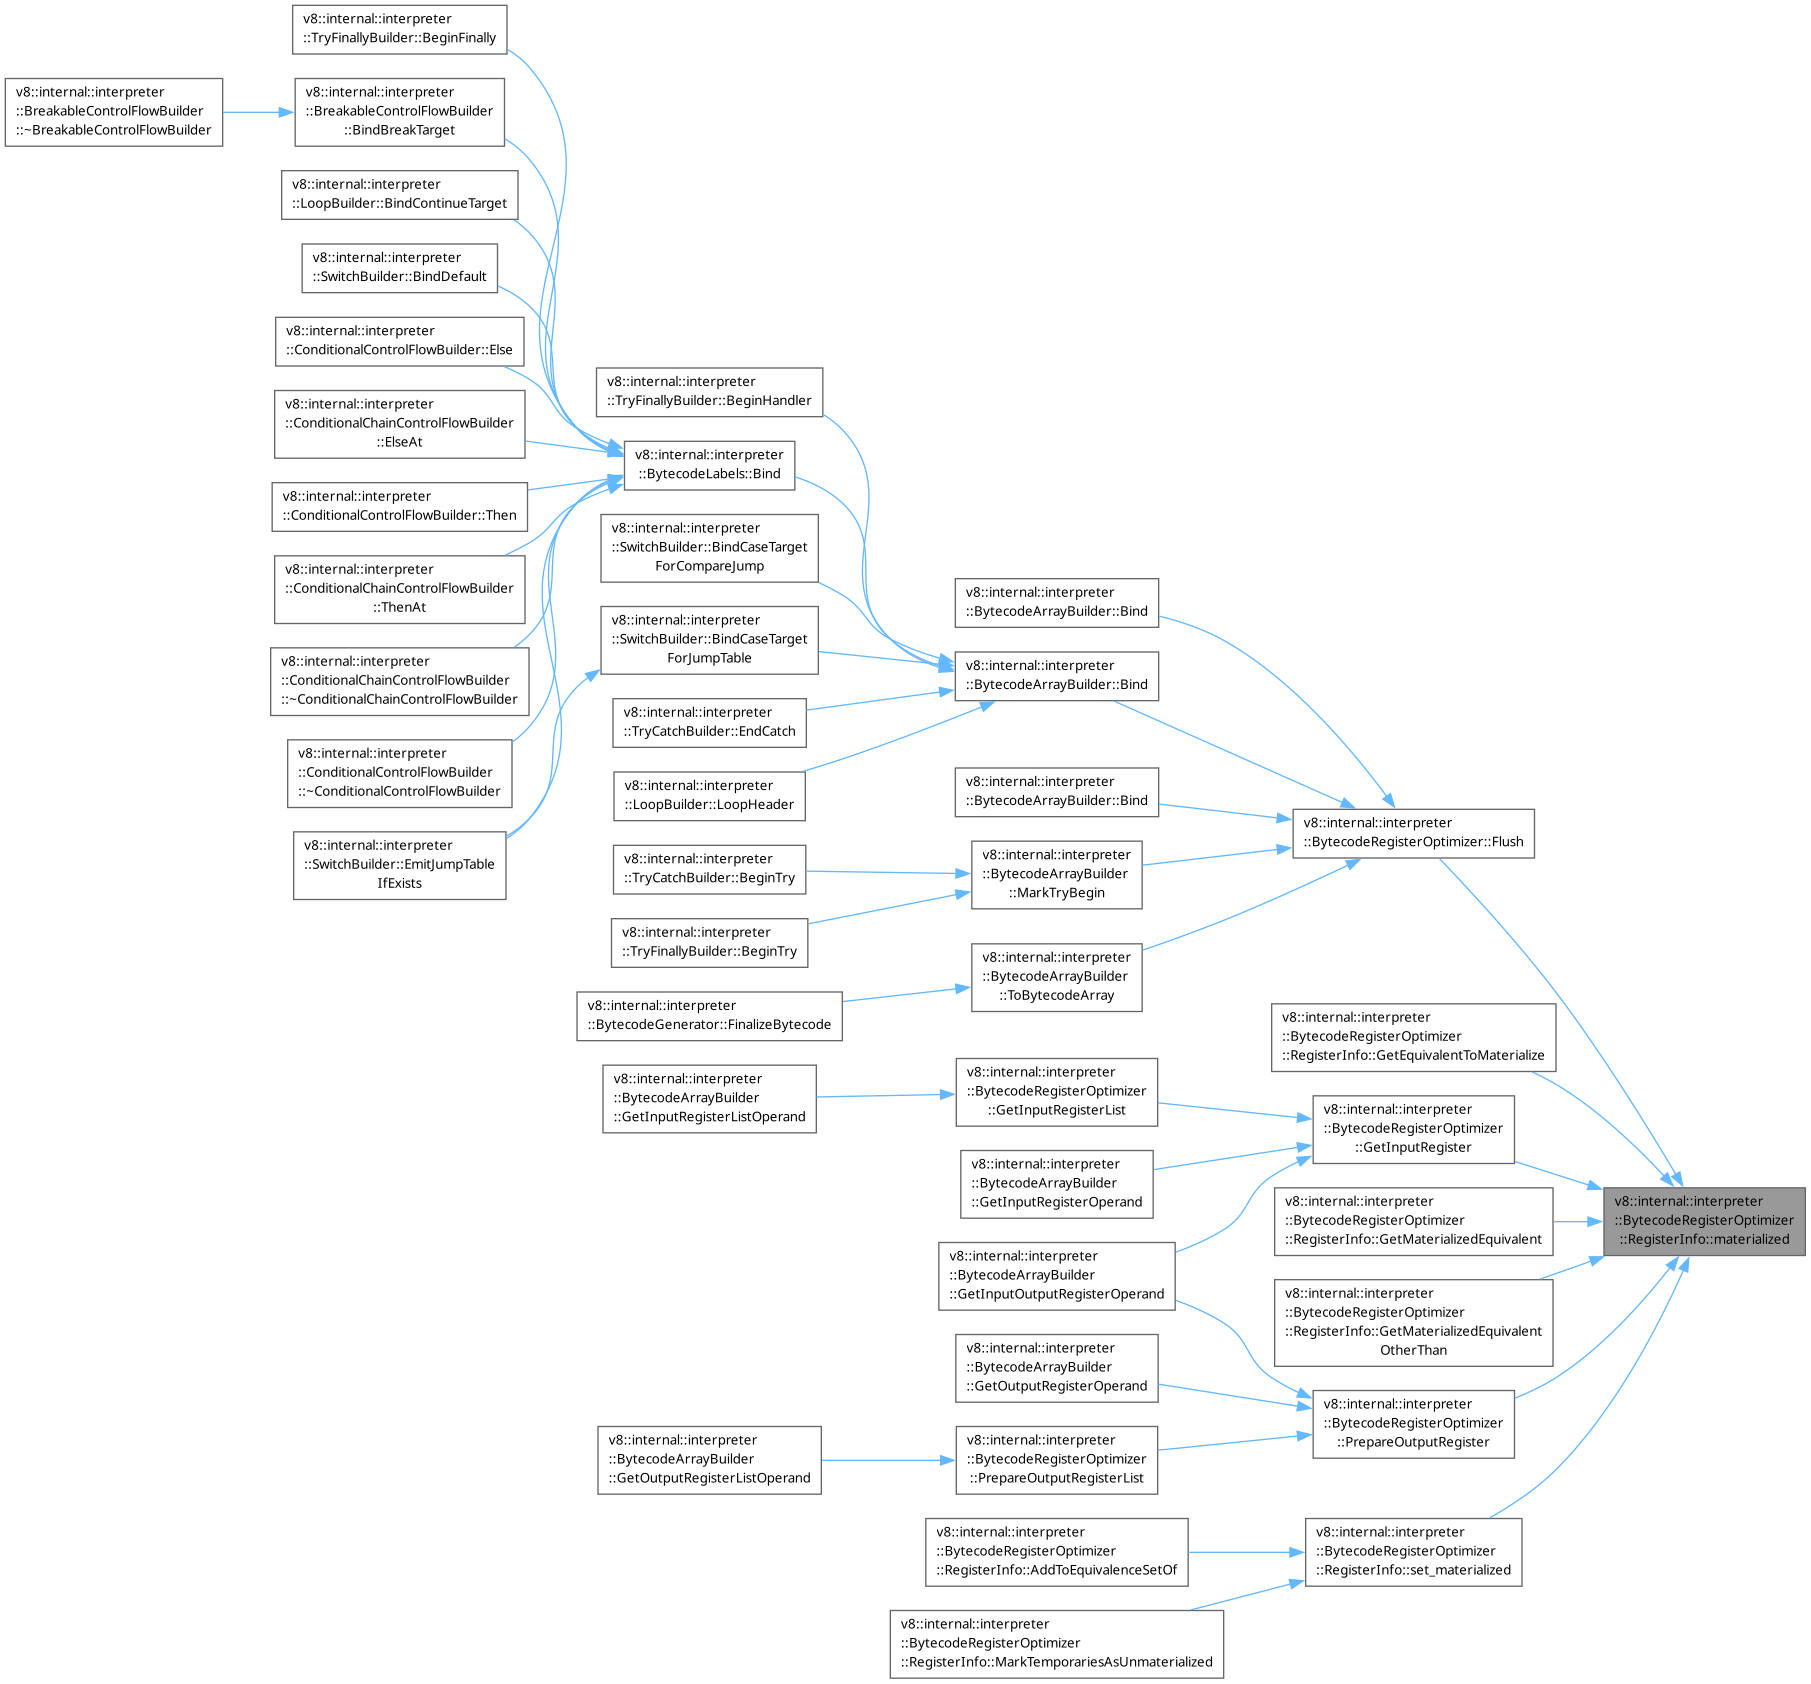 v8::internal::interpreter
::TryFinallyBuilder::BeginFinally
v8::internal::interpreter
::BreakableControlFlowBuilder
::~BreakableControlFlowBuilder
v8::internal::interpreter
::BreakableControlFlowBuilder
::BindBreakTarget
v8::internal::interpreter
::LoopBuilder::BindContinueTarget
v8::internal::interpreter
::SwitchBuilder::BindDefault
v8::internal::interpreter
::ConditionalControlFlowBuilder::Else
v8::internal::interpreter
::ConditionalChainControlFlowBuilder
::ElseAt
v8::internal::interpreter
::ConditionalControlFlowBuilder::Then
v8::internal::interpreter
::ConditionalChainControlFlowBuilder
::ThenAt
v8::internal::interpreter
::ConditionalChainControlFlowBuilder
::~ConditionalChainControlFlowBuilder
v8::internal::interpreter
::ConditionalControlFlowBuilder
::~ConditionalControlFlowBuilder
v8::internal::interpreter
::SwitchBuilder::EmitJumpTable
IfExists
v8::internal::interpreter
::TryFinallyBuilder::BeginHandler
v8::internal::interpreter
::BytecodeLabels::Bind
v8::internal::interpreter
::SwitchBuilder::BindCaseTarget
ForCompareJump
v8::internal::interpreter
::SwitchBuilder::BindCaseTarget
ForJumpTable
v8::internal::interpreter
::TryCatchBuilder::EndCatch
v8::internal::interpreter
::LoopBuilder::LoopHeader
v8::internal::interpreter
::TryCatchBuilder::BeginTry
v8::internal::interpreter
::TryFinallyBuilder::BeginTry
v8::internal::interpreter
::BytecodeGenerator::FinalizeBytecode
v8::internal::interpreter
::BytecodeArrayBuilder
::GetInputRegisterListOperand
v8::internal::interpreter
::BytecodeArrayBuilder
::GetOutputRegisterListOperand
v8::internal::interpreter
::BytecodeArrayBuilder::Bind
v8::internal::interpreter
::BytecodeArrayBuilder::Bind
v8::internal::interpreter
::BytecodeArrayBuilder::Bind
v8::internal::interpreter
::BytecodeArrayBuilder
::MarkTryBegin
v8::internal::interpreter
::BytecodeArrayBuilder
::ToBytecodeArray
v8::internal::interpreter
::BytecodeRegisterOptimizer
::GetInputRegisterList
v8::internal::interpreter
::BytecodeArrayBuilder
::GetInputRegisterOperand
v8::internal::interpreter
::BytecodeArrayBuilder
::GetInputOutputRegisterOperand
v8::internal::interpreter
::BytecodeArrayBuilder
::GetOutputRegisterOperand
v8::internal::interpreter
::BytecodeRegisterOptimizer
::PrepareOutputRegisterList
v8::internal::interpreter
::BytecodeRegisterOptimizer
::RegisterInfo::AddToEquivalenceSetOf
v8::internal::interpreter
::BytecodeRegisterOptimizer
::RegisterInfo::MarkTemporariesAsUnmaterialized
v8::internal::interpreter
::BytecodeRegisterOptimizer::Flush
v8::internal::interpreter
::BytecodeRegisterOptimizer
::RegisterInfo::GetEquivalentToMaterialize
v8::internal::interpreter
::BytecodeRegisterOptimizer
::GetInputRegister
v8::internal::interpreter
::BytecodeRegisterOptimizer
::RegisterInfo::GetMaterializedEquivalent
v8::internal::interpreter
::BytecodeRegisterOptimizer
::RegisterInfo::GetMaterializedEquivalent
OtherThan
v8::internal::interpreter
::BytecodeRegisterOptimizer
::PrepareOutputRegister
v8::internal::interpreter
::BytecodeRegisterOptimizer
::RegisterInfo::set_materialized
v8::internal::interpreter
::BytecodeRegisterOptimizer
::RegisterInfo::materialized